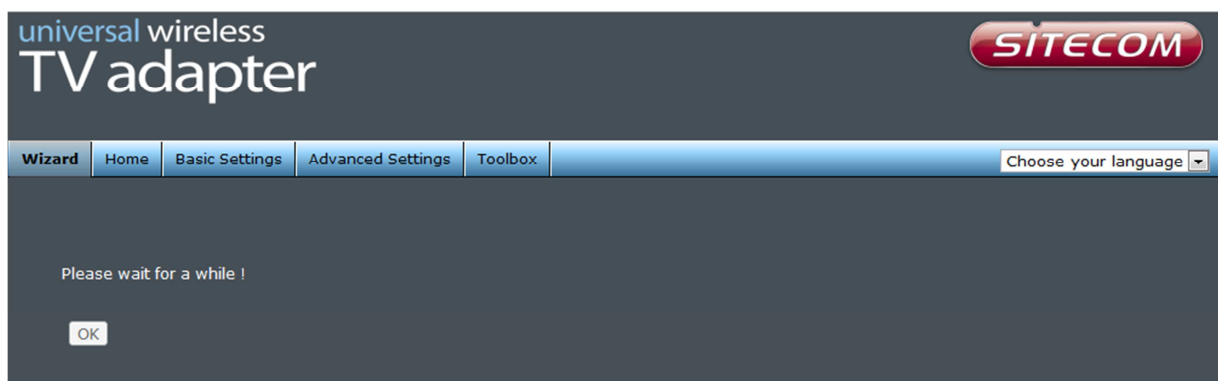 universal wireless
TV adapter
SITECOM
Wizard Home Basic Settings Advanced Settings Toolbox Choose your language
Please wait for a while !
OK